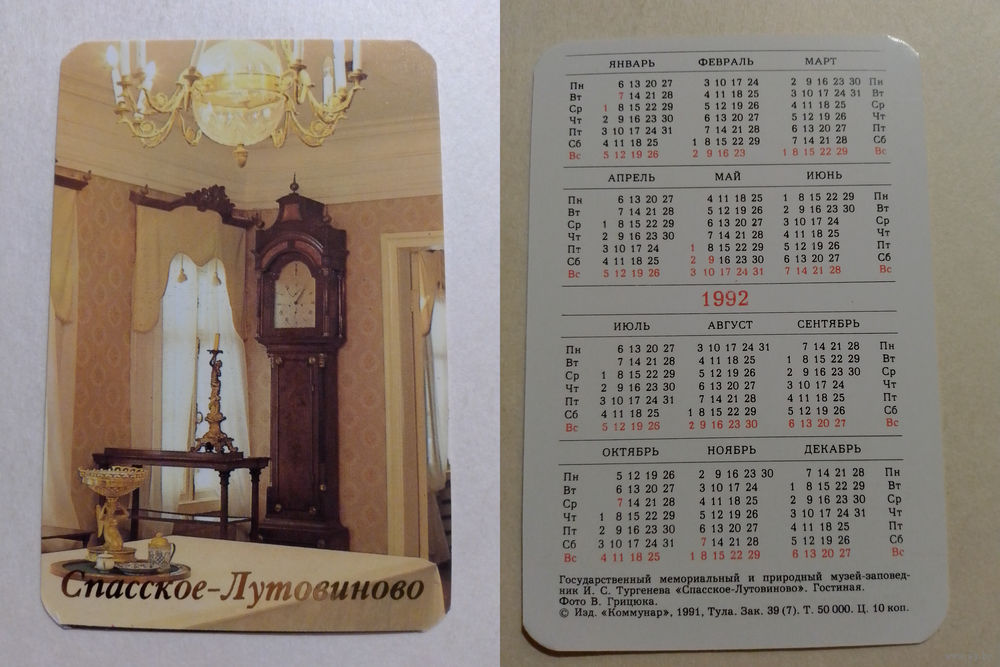 Спасское-Лутовиново
ЯНВАРЬ ФЕВРАЛЬ МАРТ
Пн 6 13 20 27 3 10 17 24 2 9 16 23 30 Пн
Вт 7 14 21 28 4 11 18 25 3 10 17 24 31 Вт
Ср 1 8 15 22 29 5 12 19 26 4 11 18 25 Ср
Чт 2 9 16 23 30 6 13 20 27 5 12 19 26 Чт
Пт 3 10 17 24 31 7 14 21 28 6 13 20 27 Пт
Сб 4 11 18 25 1 8 15 22 29 7 14 21 28 Сб
Вс 5 12 19 26 2 9 16 23 1 8 15 22 29 Вс
АПРЕЛЬ МАЙ ИЮНЬ
Пн 6 13 20 27 4 11 18 25 1 8 15 22 29 Пн
Вт 7 14 21 28 5 12 19 26 2 9 16 23 30 Вт
Ср 1 8 15 22 29 6 13 20 27 3 10 17 24 Ср
Чт 2 9 16 23 30 7 14 21 28 4 11 18 25 Чт
Пт 3 10 17 24 1 8 15 22 29 5 12 19 26 Пт
Сб 4 11 18 25 2 9 16 23 30 6 13 20 27 Сб
Вс 5 12 19 26 3 10 17 24 31 7 14 21 28 Вс
1992
ИЮЛЬ АВГУСТ СЕНТЯБРЬ
Пн 6 13 20 27 3 10 17 24 31 7 14 21 28 Пн
Вт 7 14 21 28 4 11 18 25 1 8 15 22 29 Вт
Ср 1 8 15 22 29 5 12 19 26 2 9 16 23 30 Ср
Чт 2 9 16 23 30 6 13 20 27 3 10 17 24 Чт
Пт 3 10 17 24 31 7 14 21 28 4 11 18 25 Пт
Сб 4 11 18 25 1 8 15 22 29 5 12 19 26 Сб
Вс 5 12 19 26 2 9 16 23 30 6 13 20 27 Вс
ОКТЯБРЬ НОЯБРЬ ДЕКАБРЬ
Пн 5 12 19 26 2 9 16 23 30 7 14 21 28 Пн
Вт 6 13 20 27 3 10 17 24 1 8 15 22 29 Вт
Ср 7 14 21 28 4 11 18 25 2 9 16 23 30 Ср
Чт 1 8 15 22 29 5 12 19 26 3 10 17 24 31 Чт
Пт 2 9 16 23 30 6 13 20 27 4 11 18 25 Пт
Сб 3 10 17 24 31 7 14 21 28 5 12 19 26 Сб
Вс 4 11 18 25 1 8 15 22 29 6 13 20 27 Вс
Государственный мемориальный и природный музей-заповед-
ник И. С. Тургенева «Спасское-Лутовиново». Гостиная.
Фото В. Грицюка.
© Изд. «Коммунар», 1991, Тула. Зак. 39 (7). Т. 50 000. Ц. 10 коп.